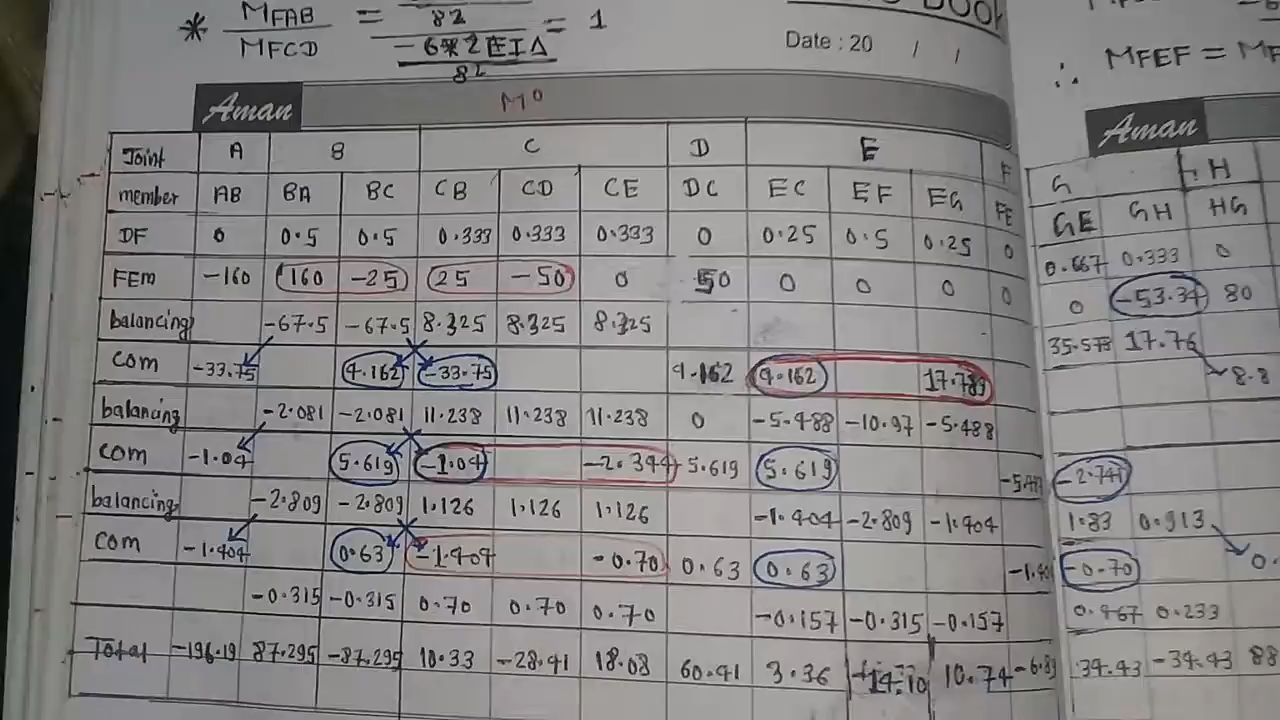 * MFAB / MFCD = 82 / -6*2EIΔ / 82 = 1
Date : 20 / /
∴ MFEF = MF
Aman M⁰
Aman
Joint A B C D E F G H
member AB BA BC CB CD CE DC EC EF EG FE GE GH HG
DF 0 0.5 0.5 0.333 0.333 0.333 0 0.25 0.5 0.25 0 0.667 0.333 0
FEM -160 160 -25 25 -50 0 50 0 0 0 0 0 -53.34 80
balancing -67.5 -67.5 8.325 8.325 8.325 35.578 17.76
com -33.75 4.162 -33.75 4.162 4.162 17.789 8.8
balancing -2.081 -2.081 11.238 11.238 11.238 0 -5.488 -10.97 -5.488
com -1.04 5.619 -1.04 -2.744 5.619 5.619 -2.744
balancing -2.809 -2.809 1.126 1.126 1.126 -1.404 -2.809 -1.404 1.83 0.913
com -1.404 0.63 -1.404 -0.70 0.63 0.63 -0.70 0.
-0.315 -0.315 0.70 0.70 0.70 -0.157 -0.315 -0.157 0.467 0.233
Total -196.19 87.295 -87.295 10.33 -28.41 18.08 60.41 3.36 -14.10 10.74 34.43 -34.43 88